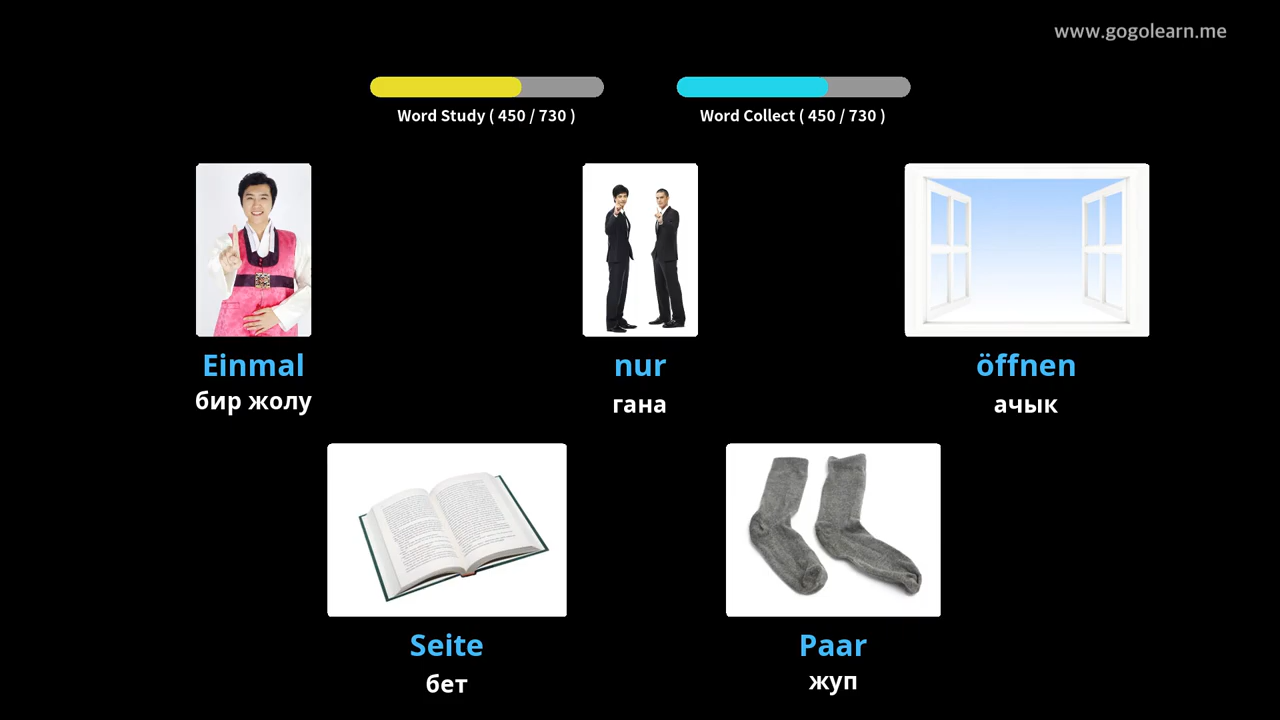 www.gogolearn.me
Word Study ( 450 / 730 )
Word Collect ( 450 / 730 )
Einmal
бир жолу
nur
гана
öffnen
ачык
Seite
бет
Paar
жуп